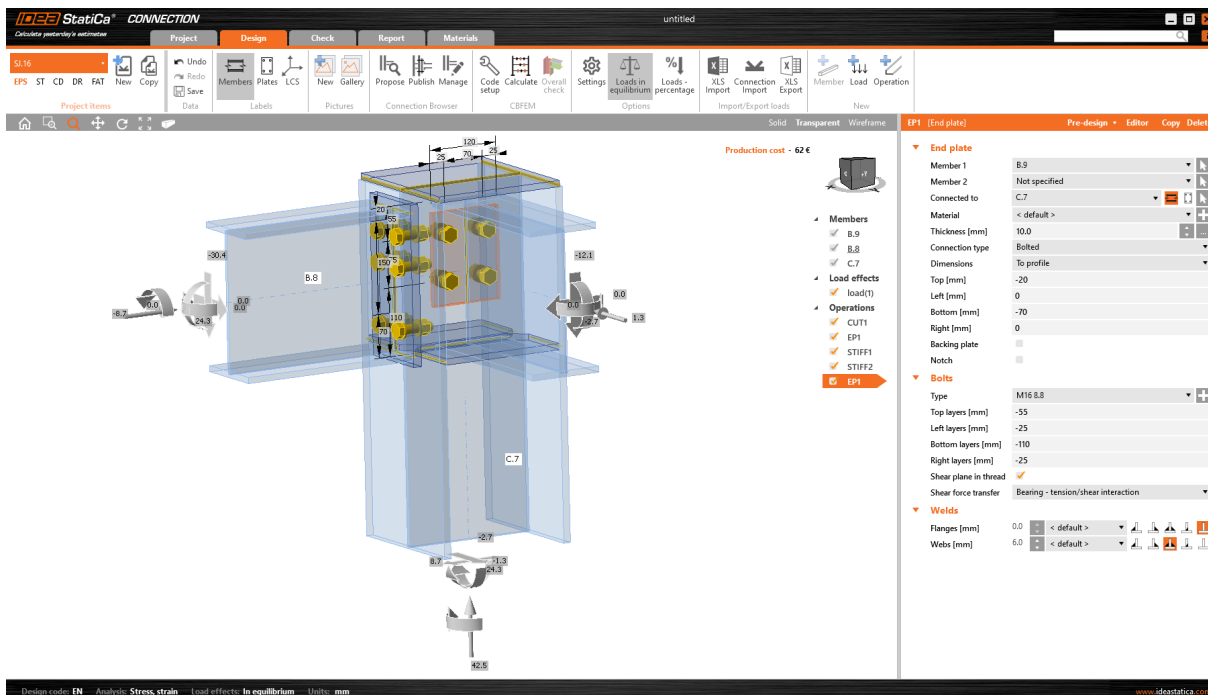 IDEA StatiCa® CONNECTION
Calculate yesterday's estimates
untitled
Project Design Check Report Materials
SJ.16
EPS ST CD DR FAT
New Copy
Project items
Undo
Redo
Save
Data
Members Plates LCS
Labels
New Gallery
Pictures
Propose Publish Manage
Connection Browser
Code setup Calculate Overall check
CBFEM
Settings Loads in equilibrium Loads - percentage
Options
XLS Import Connection Import XLS Export
Import/Export loads
Member Load Operation
New
Solid Transparent Wireframe
Production cost - 62 €
120
25 70 25
20
55
150
110
70
-30.4
B.8
0.0
0.0
0.0
-8.7
24.3
-12.1
0.0
0.0
-2.7
1.3
C.7
-2.7
8.7
-1.3
24.3
42.5
Members
B.9
B.8
C.7
Load effects
load(1)
Operations
CUT1
EP1
STIFF1
STIFF2
EP1
EP1 [End plate] Pre-design Editor Copy Delet
End plate
Member 1 B.9
Member 2 Not specified
Connected to C.7
Material < default >
Thickness [mm] 10.0
Connection type Bolted
Dimensions To profile
Top [mm] -20
Left [mm] 0
Bottom [mm] -70
Right [mm] 0
Backing plate
Notch
Bolts
Type M16 8.8
Top layers [mm] -55
Left layers [mm] -25
Bottom layers [mm] -110
Right layers [mm] -25
Shear plane in thread
Shear force transfer Bearing - tension/shear interaction
Welds
Flanges [mm] 0.0 < default >
Webs [mm] 6.0 < default >
Design code: EN Analysis: Stress, strain Load effects: In equilibrium Units: mm
www.ideastatica.com